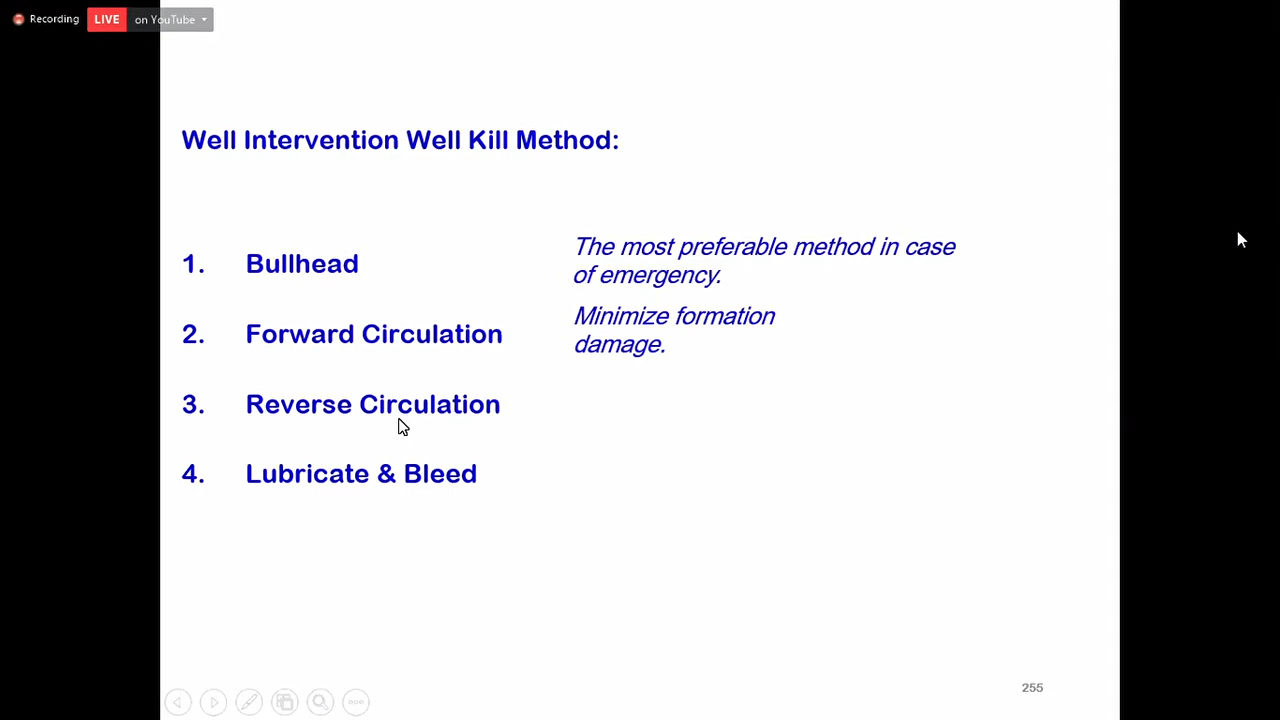 Recording
LIVE on YouTube
Well Intervention Well Kill Method:
1. Bullhead
The most preferable method in case
of emergency.
2. Forward Circulation
Minimize formation
damage.
3. Reverse Circulation
4. Lubricate & Bleed
255